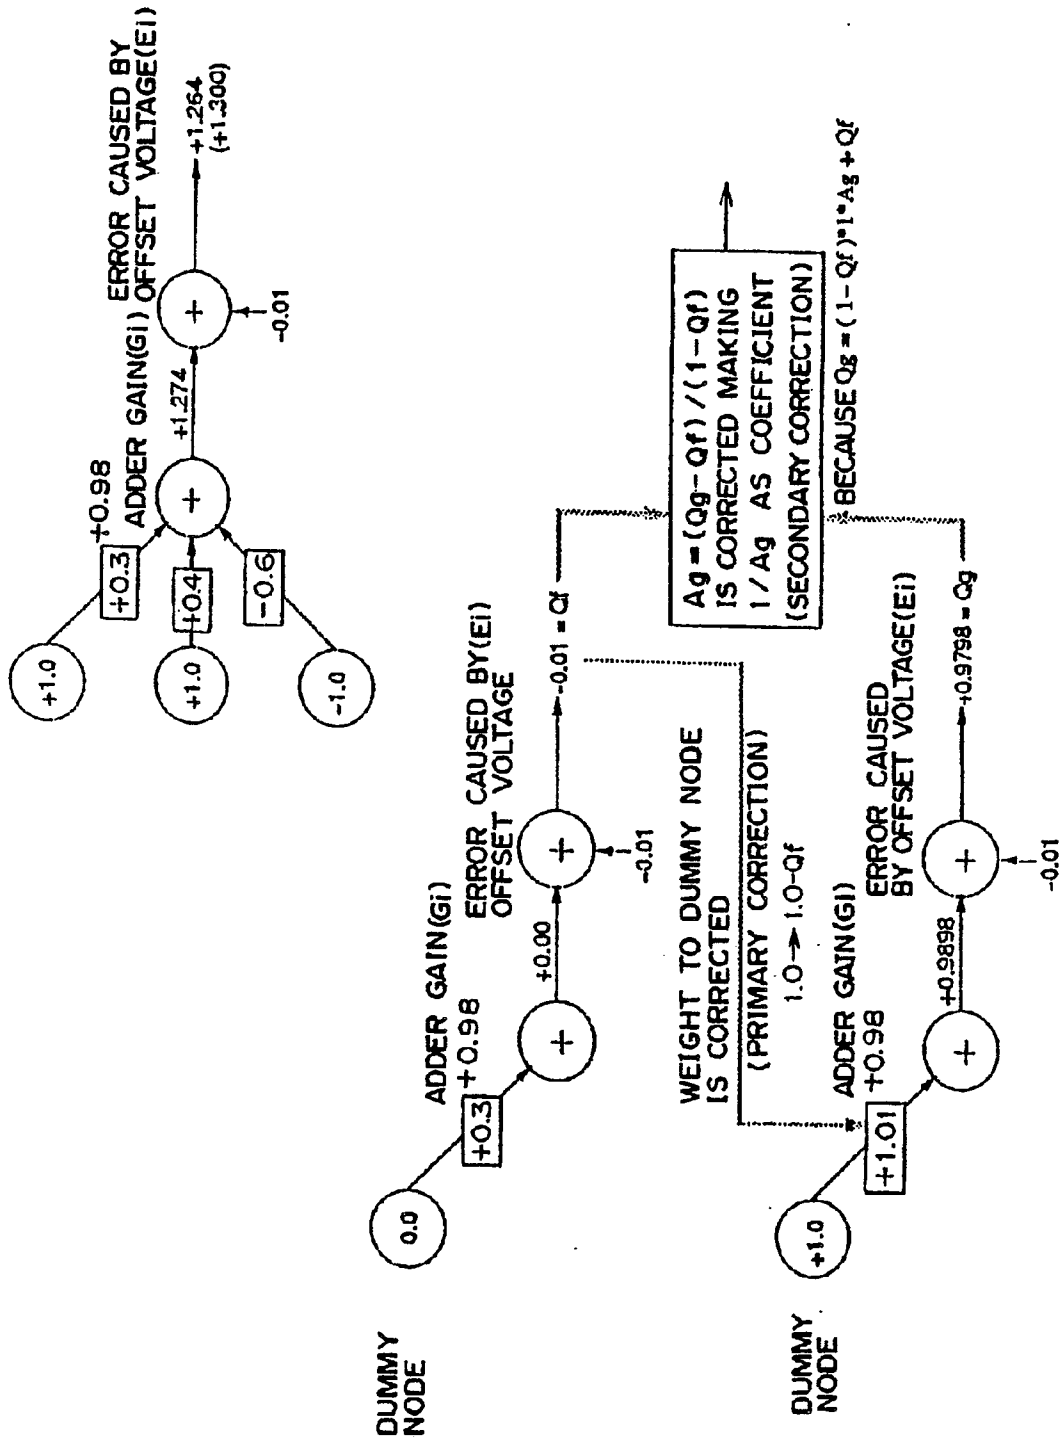 +1.0
+1.0
-1.0
+0.3
+0.4
-0.6
+0.98
ADDER GAIN(Gi)
+
+1.274
ERROR CAUSED BY
OFFSET VOLTAGE(Ei)
+
-0.01
+1.264
(+1.300)
DUMMY
NODE
0.0
+0.3
ADDER GAIN(Gi)
+0.98
+
+0.00
ERROR CAUSED BY(Ei)
OFFSET VOLTAGE
+
-0.01
-0.01 = Qf
WEIGHT TO DUMMY NODE
IS CORRECTED
(PRIMARY CORRECTION)
1.0→1.0-Qf
Ag=(Qg-Qf)/(1-Qf)
IS CORRECTED MAKING
1/Ag AS COEFFICIENT
(SECONDARY CORRECTION)
BECAUSE Qg=(1-Qf)*1*Ag+Qf
DUMMY
NODE
+1.0
+1.01
ADDER GAIN(Gi)
+0.98
+
+0.9898
ERROR CAUSED
BY OFFSET VOLTAGE(Ei)
+
-0.01
+0.9798 = Qg